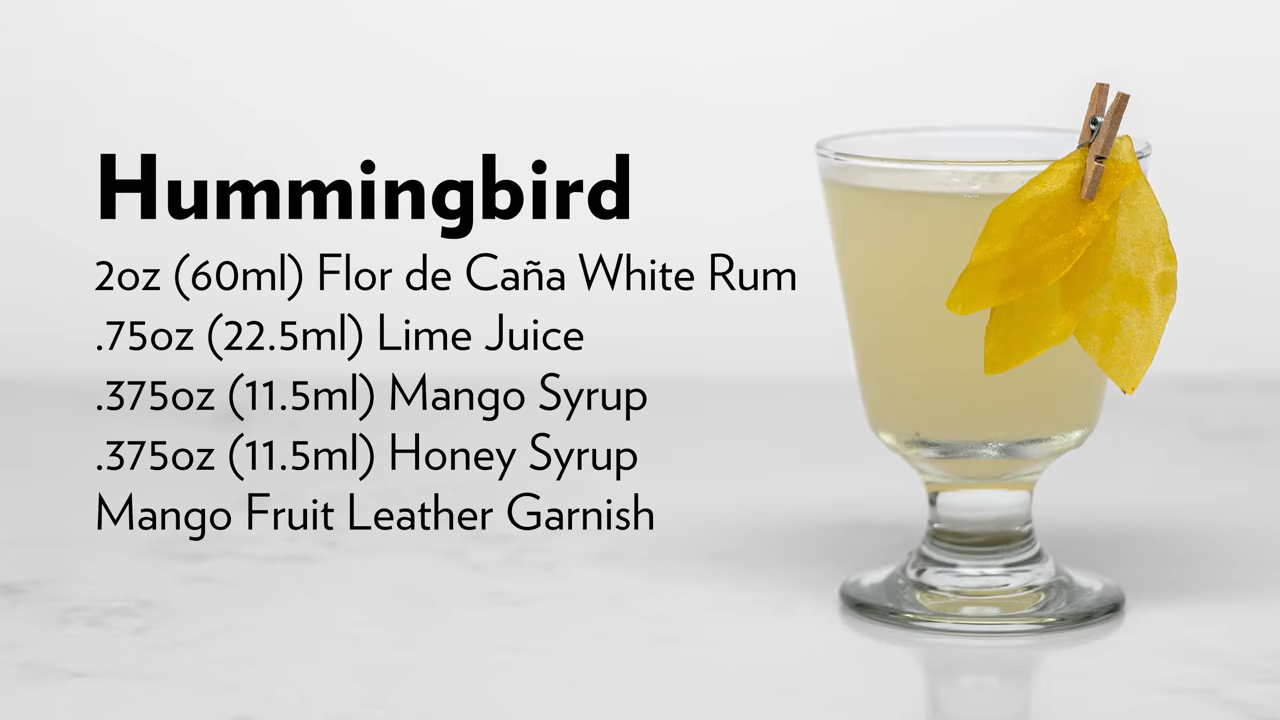 Hummingbird
2oz (60ml) Flor de Caña White Rum
.75oz (22.5ml) Lime Juice
.375oz (11.5ml) Mango Syrup
.375oz (11.5ml) Honey Syrup
Mango Fruit Leather Garnish